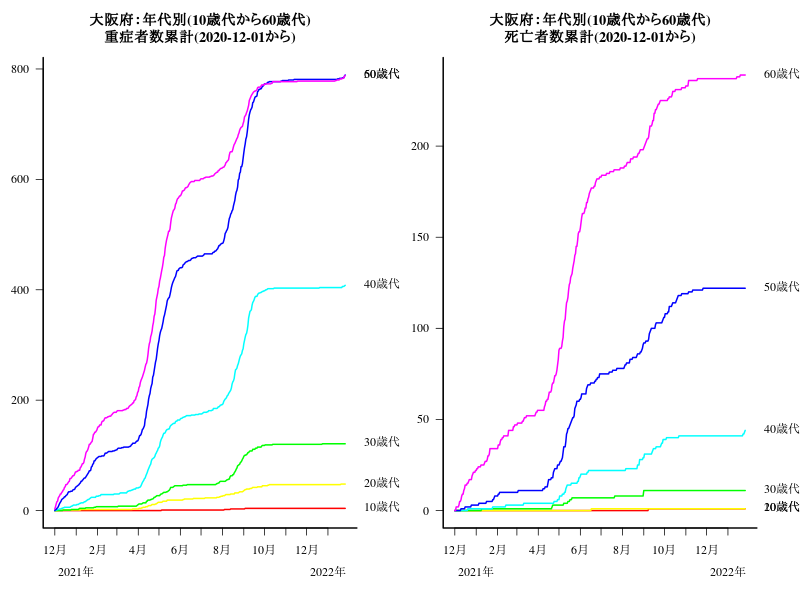 大阪府：年代別(10歳代から60歳代)
重症者数累計(2020-12-01から)
800
600
400
200
0
60歳代
40歳代
30歳代
20歳代
10歳代
12月 2月 4月 6月 8月 10月 12月
2021年 2022年
大阪府：年代別(10歳代から60歳代)
死亡者数累計(2020-12-01から)
200
150
100
50
0
60歳代
50歳代
40歳代
30歳代
12月 2月 4月 6月 8月 10月 12月
2021年 2022年